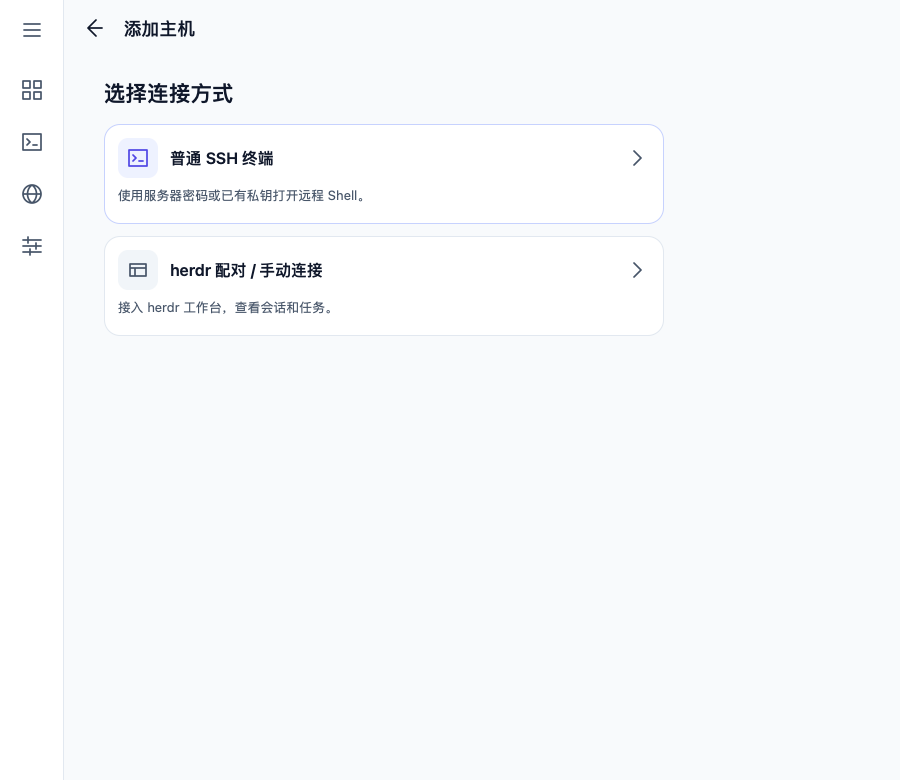 添加主机
选择连接方式
普通 SSH 终端
使用服务器密码或已有私钥打开远程 Shell。
herdr 配对 / 手动连接
接入 herdr 工作台，查看会话和任务。